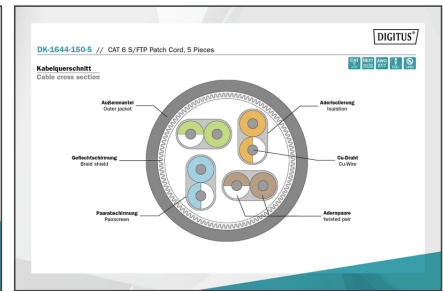 DIGITUS®
DK-1644-150-5 // CAT 6 S/FTP Patch Cord, 5 Pieces
Kabelquerschnitt
Cable cross section
Außenmantel
Outer jacket
Aderisolierung
Insulation
Geflechtschirmung
Braid shield
Cu-Draht
Cu-Wire
Paarabschirmung
Pairscreen
Adernpaare
twisted pair